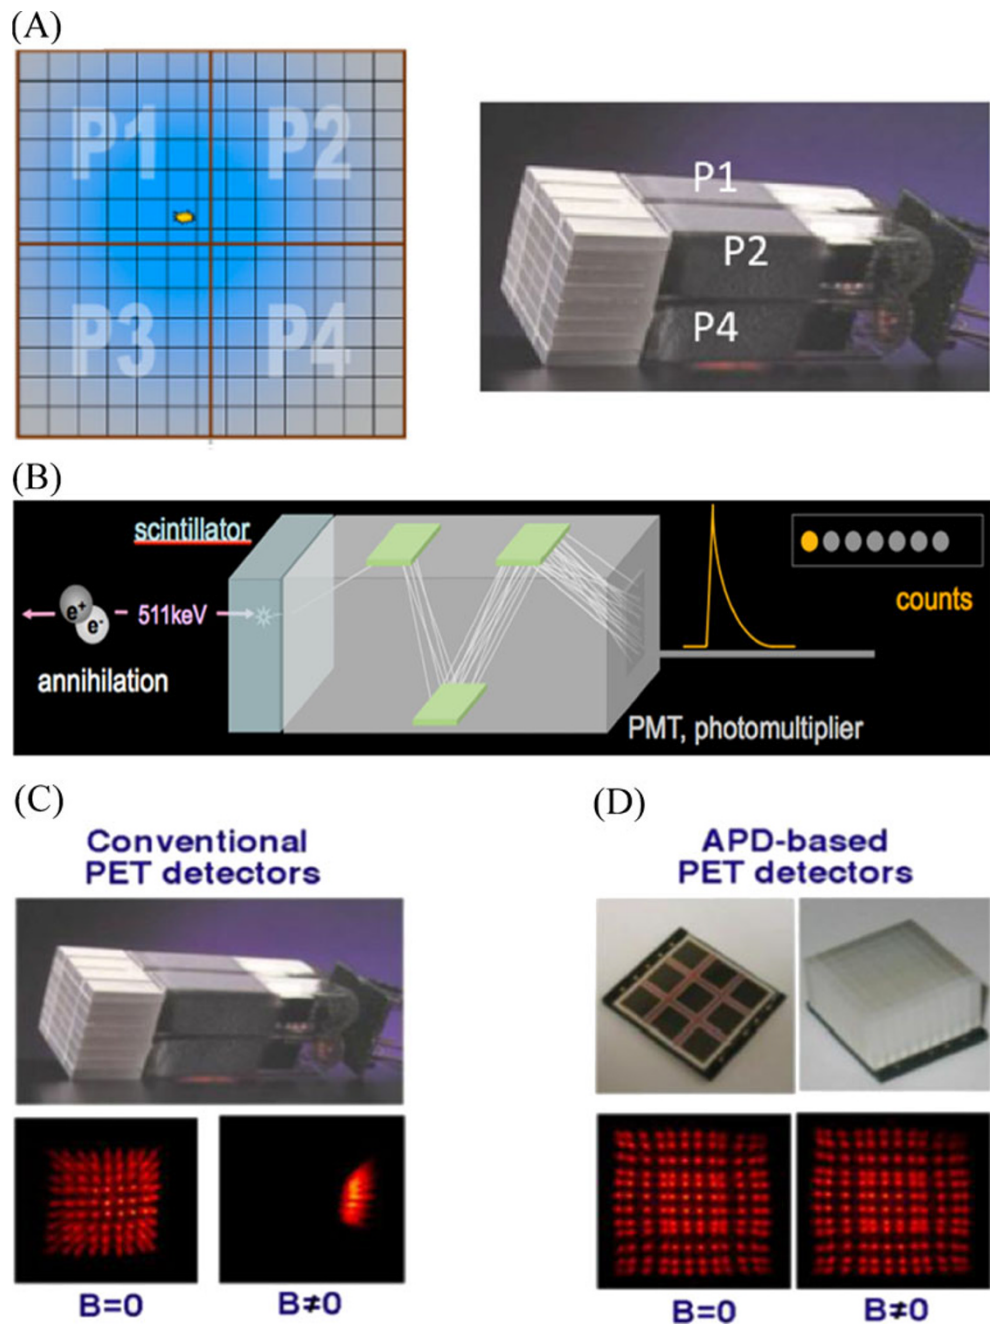 (A)
P1
P2
P3
P4
P1
P2
P4
(B)
scintillator
e+
e-
511keV
annihilation
counts
PMT, photomultiplier
(C)
Conventional
PET detectors
B=0
B≠0
(D)
APD-based
PET detectors
B=0
B≠0